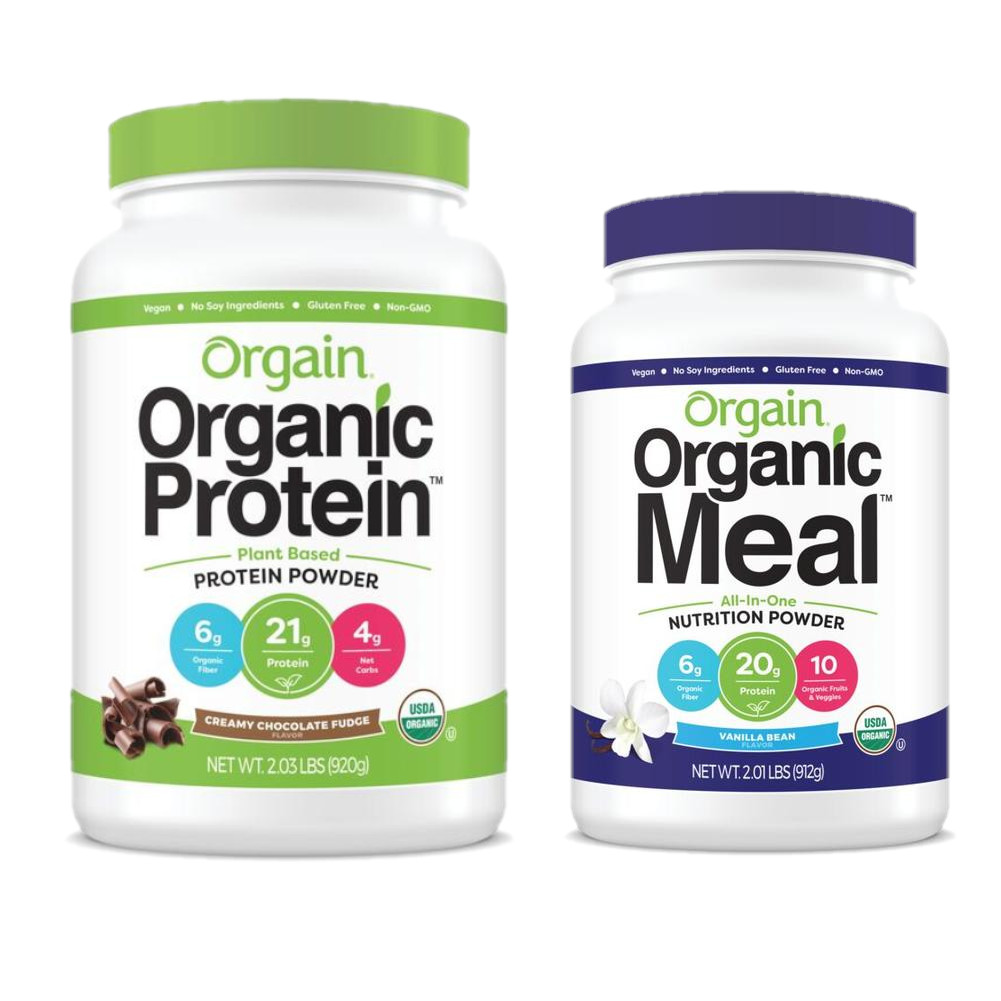 Vegan • No Soy Ingredients • Gluten Free • Non-GMO
Orgain®
Organic
Protein™
Plant Based
PROTEIN POWDER
6g
Organic
Fiber
21g
Protein
4g
Net
Carbs
CREAMY CHOCOLATE FUDGE
FLAVOR
USDA
ORGANIC
U
NET WT. 2.03 LBS (920g)
Vegan • No Soy Ingredients • Gluten Free • Non-GMO
Orgain®
Organic
Meal™
All-In-One
NUTRITION POWDER
6g
Organic
Fiber
20g
Protein
10
Organic Fruits
& Veggies
VANILLA BEAN
FLAVOR
USDA
ORGANIC
U
NET WT. 2.01 LBS (912g)